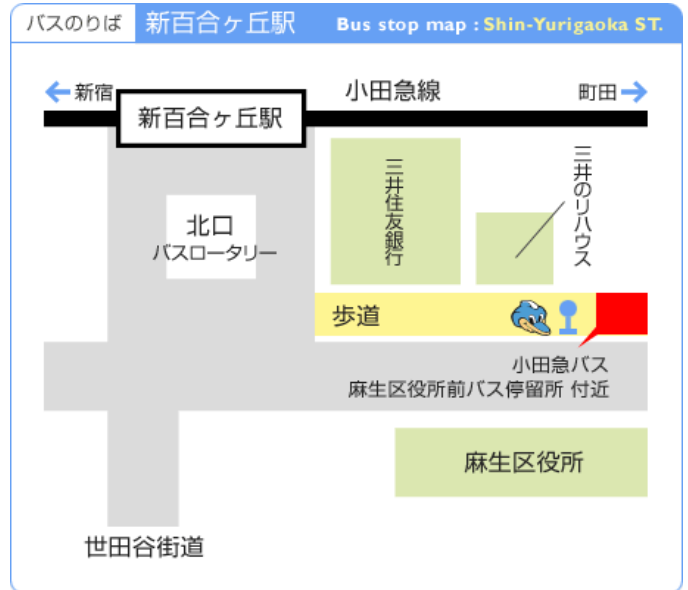 バスのりば 新百合ヶ丘駅 Bus stop map : Shin-Yurigaoka ST.
←新宿 小田急線 町田→
新百合ヶ丘駅
三井住友銀行
三井のリハウス
北口
バスロータリー
歩道
小田急バス
麻生区役所前バス停留所 付近
麻生区役所
世田谷街道